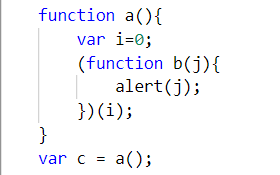 function a(){
    var i=0;
    (function b(j){
        alert(j);
    })(i);
}
var c = a();